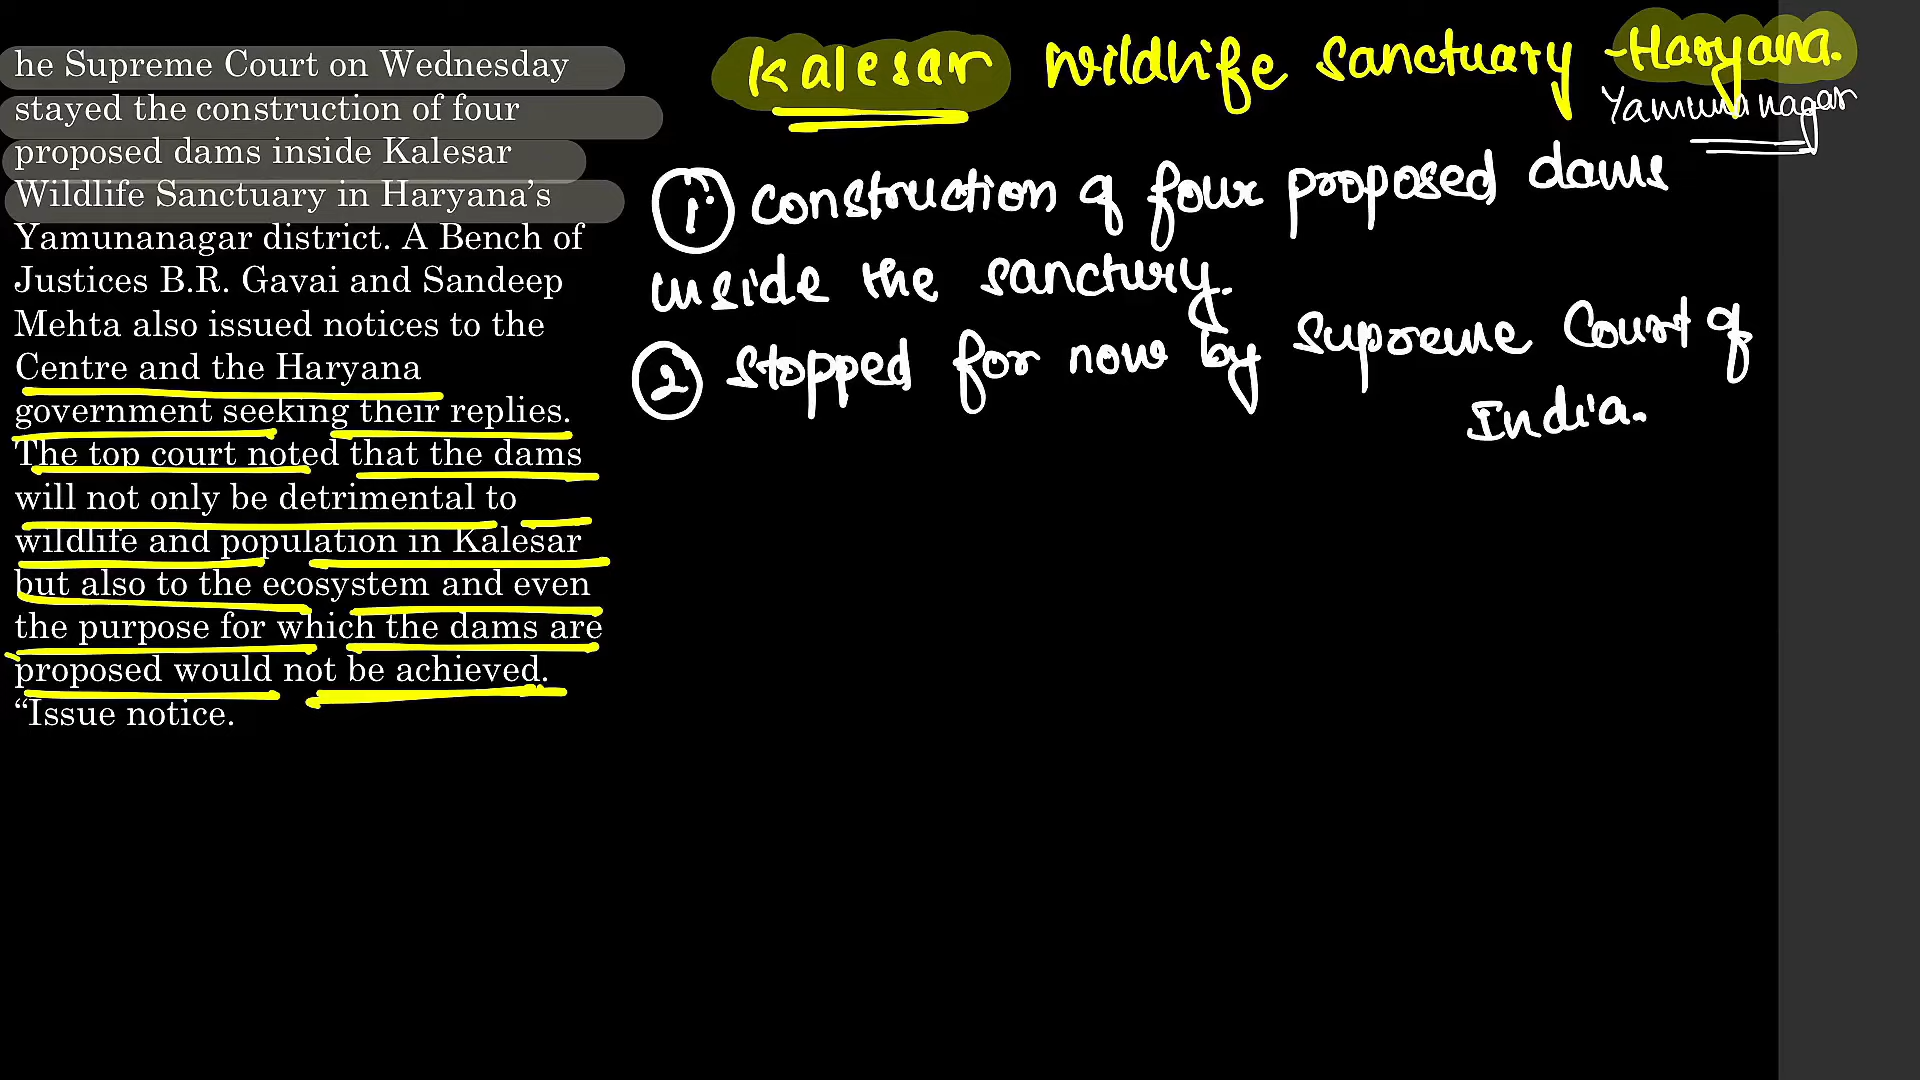 he Supreme Court on Wednesday
stayed the construction of four
proposed dams inside Kalesar
Wildlife Sanctuary in Haryana’s
Yamunanagar district. A Bench of
Justices B.R. Gavai and Sandeep
Mehta also issued notices to the
Centre and the Haryana
government seeking their replies.
The top court noted that the dams
will not only be detrimental to
wildlife and population in Kalesar
but also to the ecosystem and even
the purpose for which the dams are
proposed would not be achieved.
“Issue notice.
Kalesar Wildlife Sanctuary - Haryana.
Yamunanagar
1 Construction of four proposed dams
inside the sanctury.
2 Stopped for now by Supreme Court of
India.